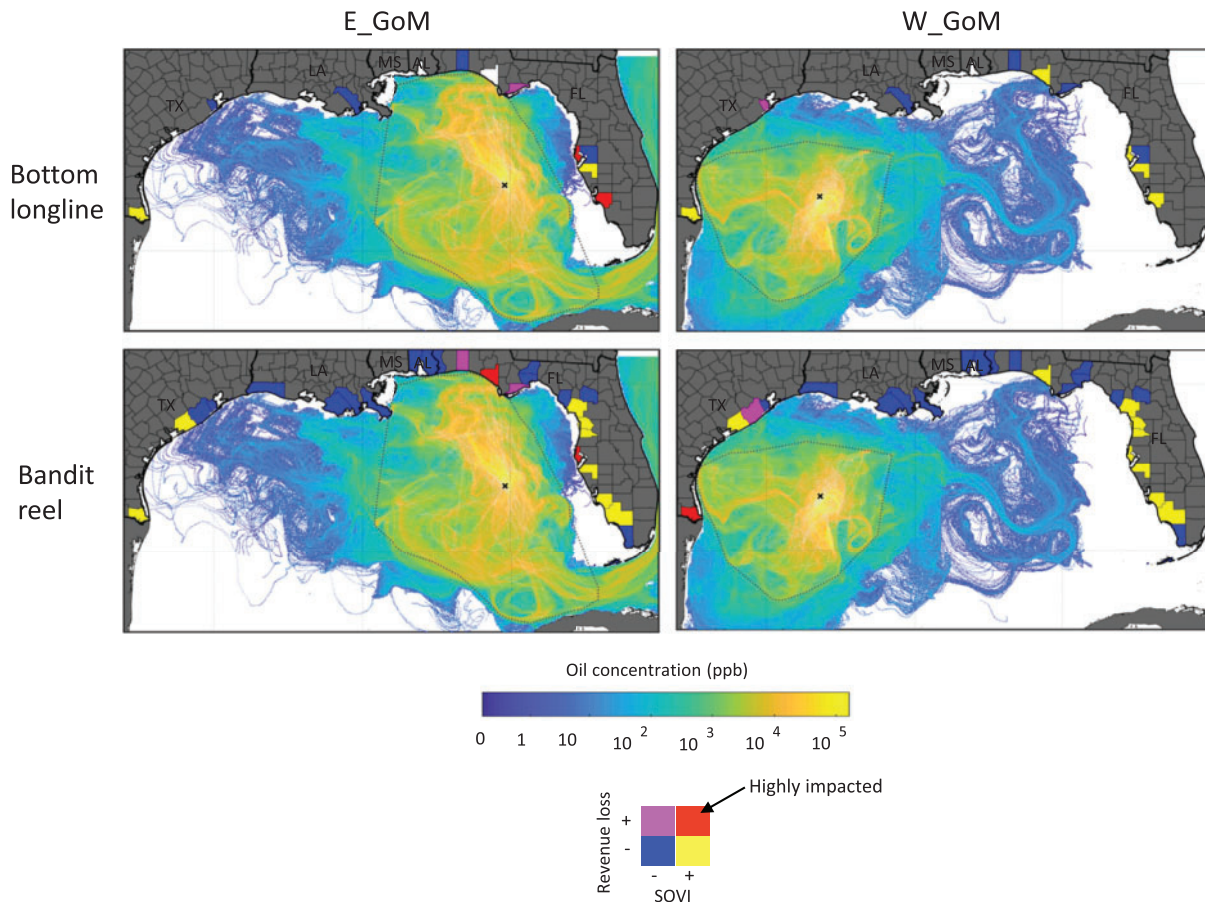 E_GoM W_GoM
Bottom longline
TX LA MS AL FL
TX LA MS AL FL
Bandit reel
TX LA MS AL FL
TX LA MS AL FL
Oil concentration (ppb)
0 1 10 10 2 10 3 10 4 10 5
Highly impacted
Revenue loss
+
-
- +
SOVI